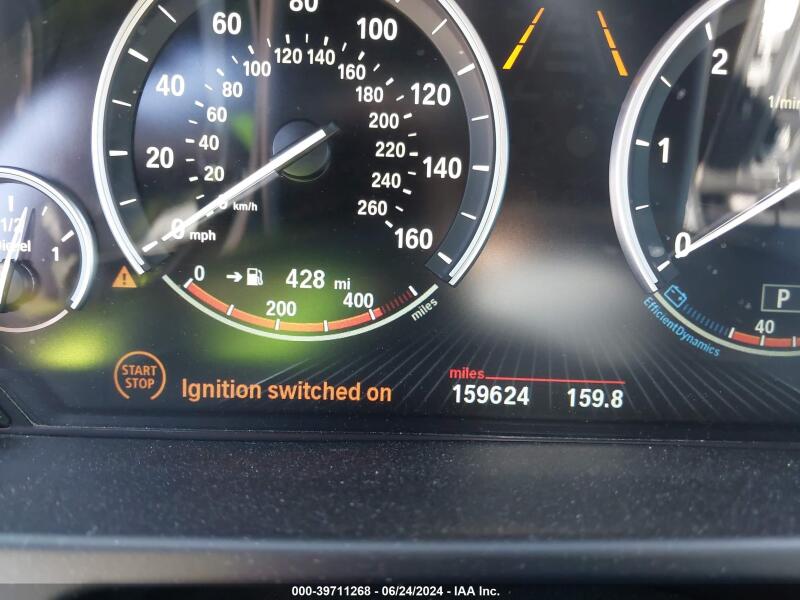 20 40 60 80 100 120 140 160
20 40 60 80 100 120 140 160 180 200 220 240 260
km/h
0 mph
1/2
1
0 1 2
1/min
0 428 mi
200 400
miles
P
40
EfficientDynamics
START
STOP
Ignition switched on
miles
159624 159.8
000-39711268 - 06/24/2024 - IAA Inc.